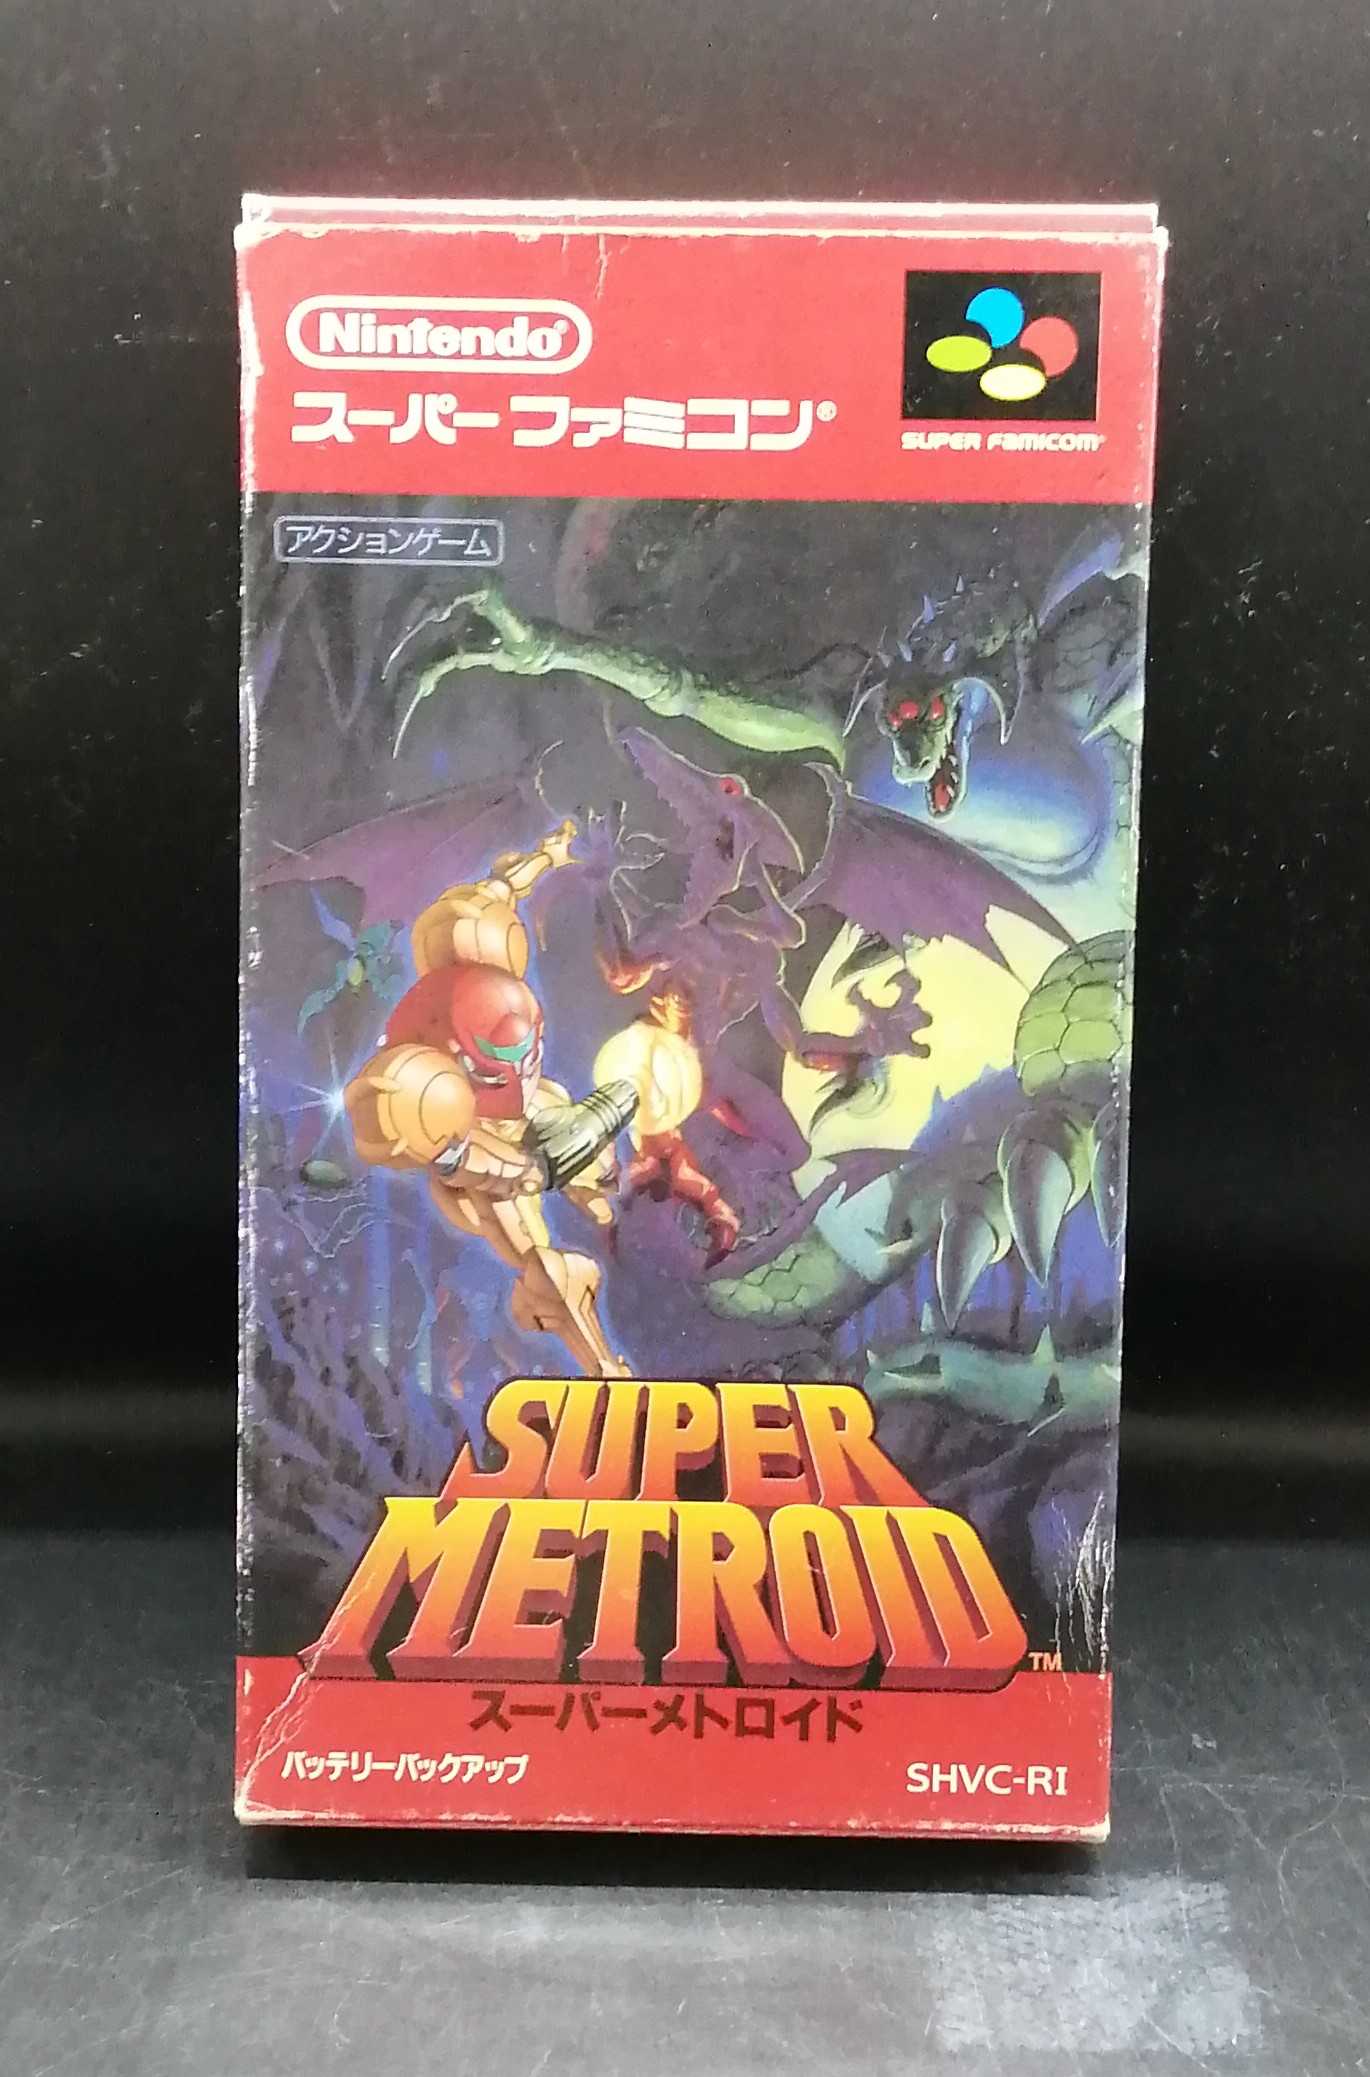 Nintendo®
スーパーファミコン®
SUPER FAMICOM
アクションゲーム
SUPER
METROID™
スーパーメトロイド
バッテリーバックアップ
SHVC-RI